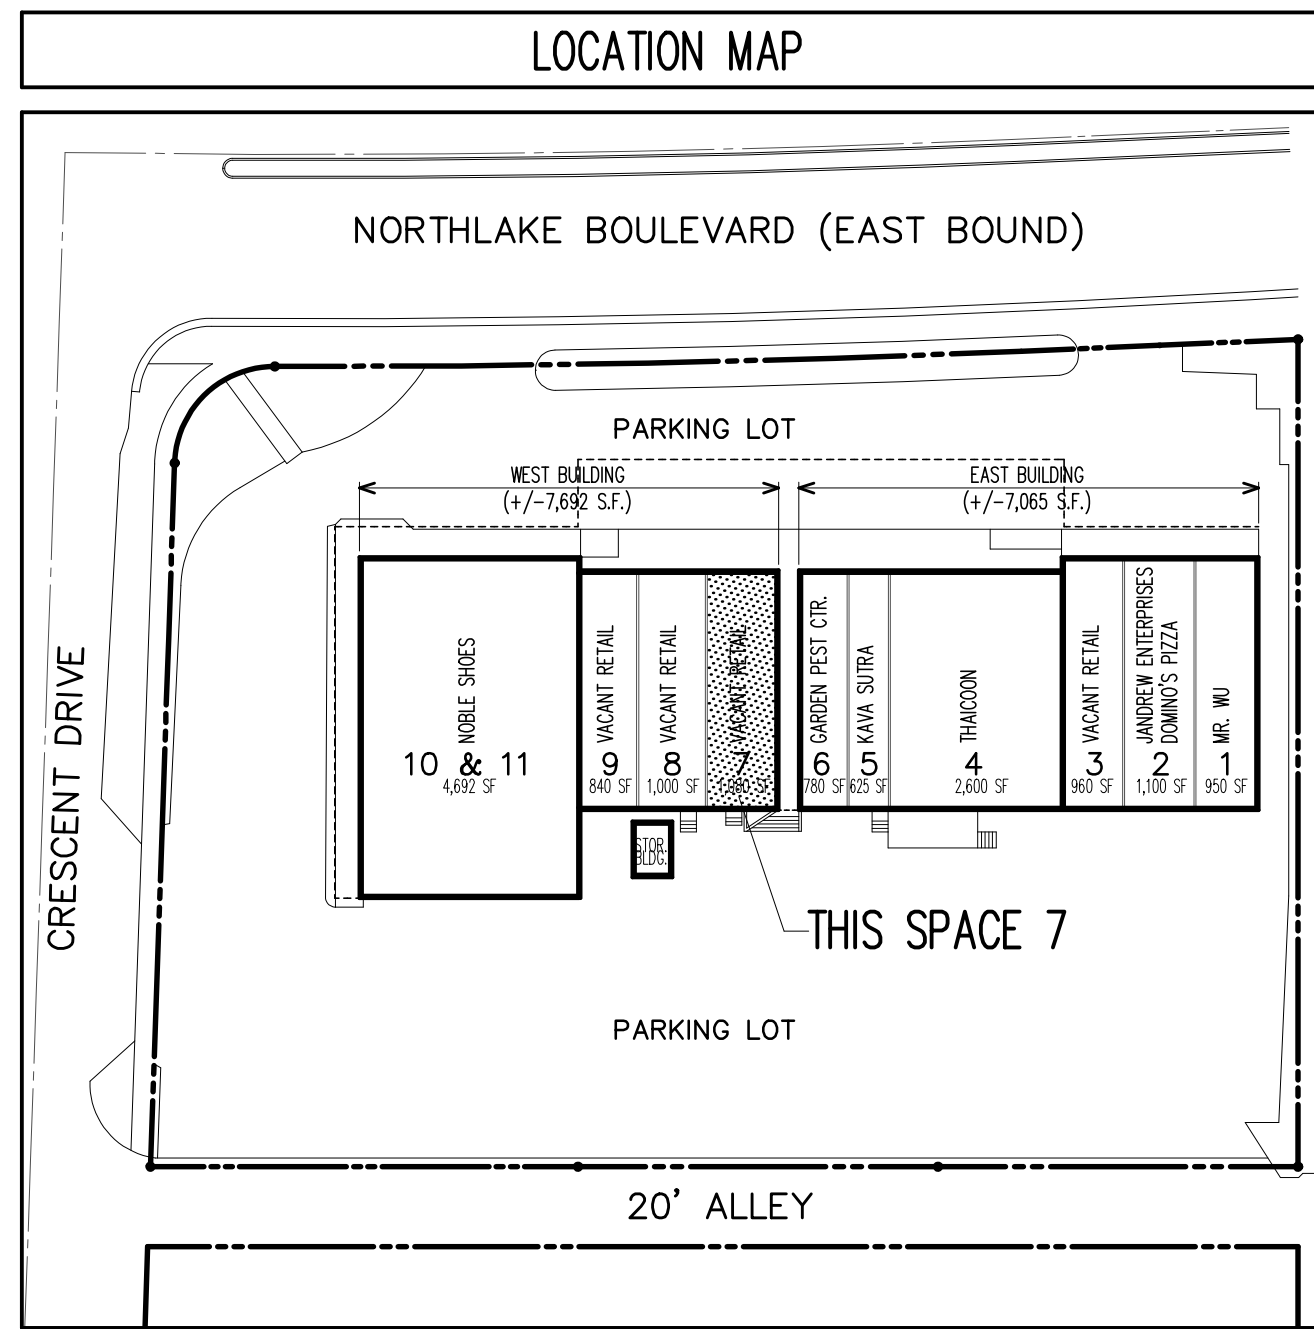 LOCATION MAP
NORTHLAKE BOULEVARD (EAST BOUND)
PARKING LOT
WEST BUILDING
(+/-7,692 S.F.)
EAST BUILDING
(+/-7,065 S.F.)
CRESCENT DRIVE
NOBLE SHOES
10 & 11
4,692 SF
VACANT RETAIL
9
840 SF
VACANT RETAIL
8
1,000 SF
VACANT RETAIL
7
GARDEN PEST CTR.
6
780 SF
KAVA SUTRA
5
625 SF
THAICOON
4
2,600 SF
VACANT RETAIL
3
960 SF
JANDREW ENTERPRISES
DOMINO'S PIZZA
2
1,100 SF
MR. WU
1
950 SF
STOR.
BLDG.
THIS SPACE 7
PARKING LOT
20' ALLEY